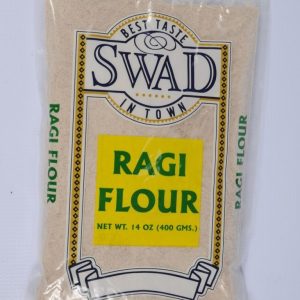 BEST TASTE
&
SWAD
IN TOWN
RAGI
FLOUR
NET WT. 14 OZ (400 GMS.)
RAGI FLOUR
RAGI FLOUR